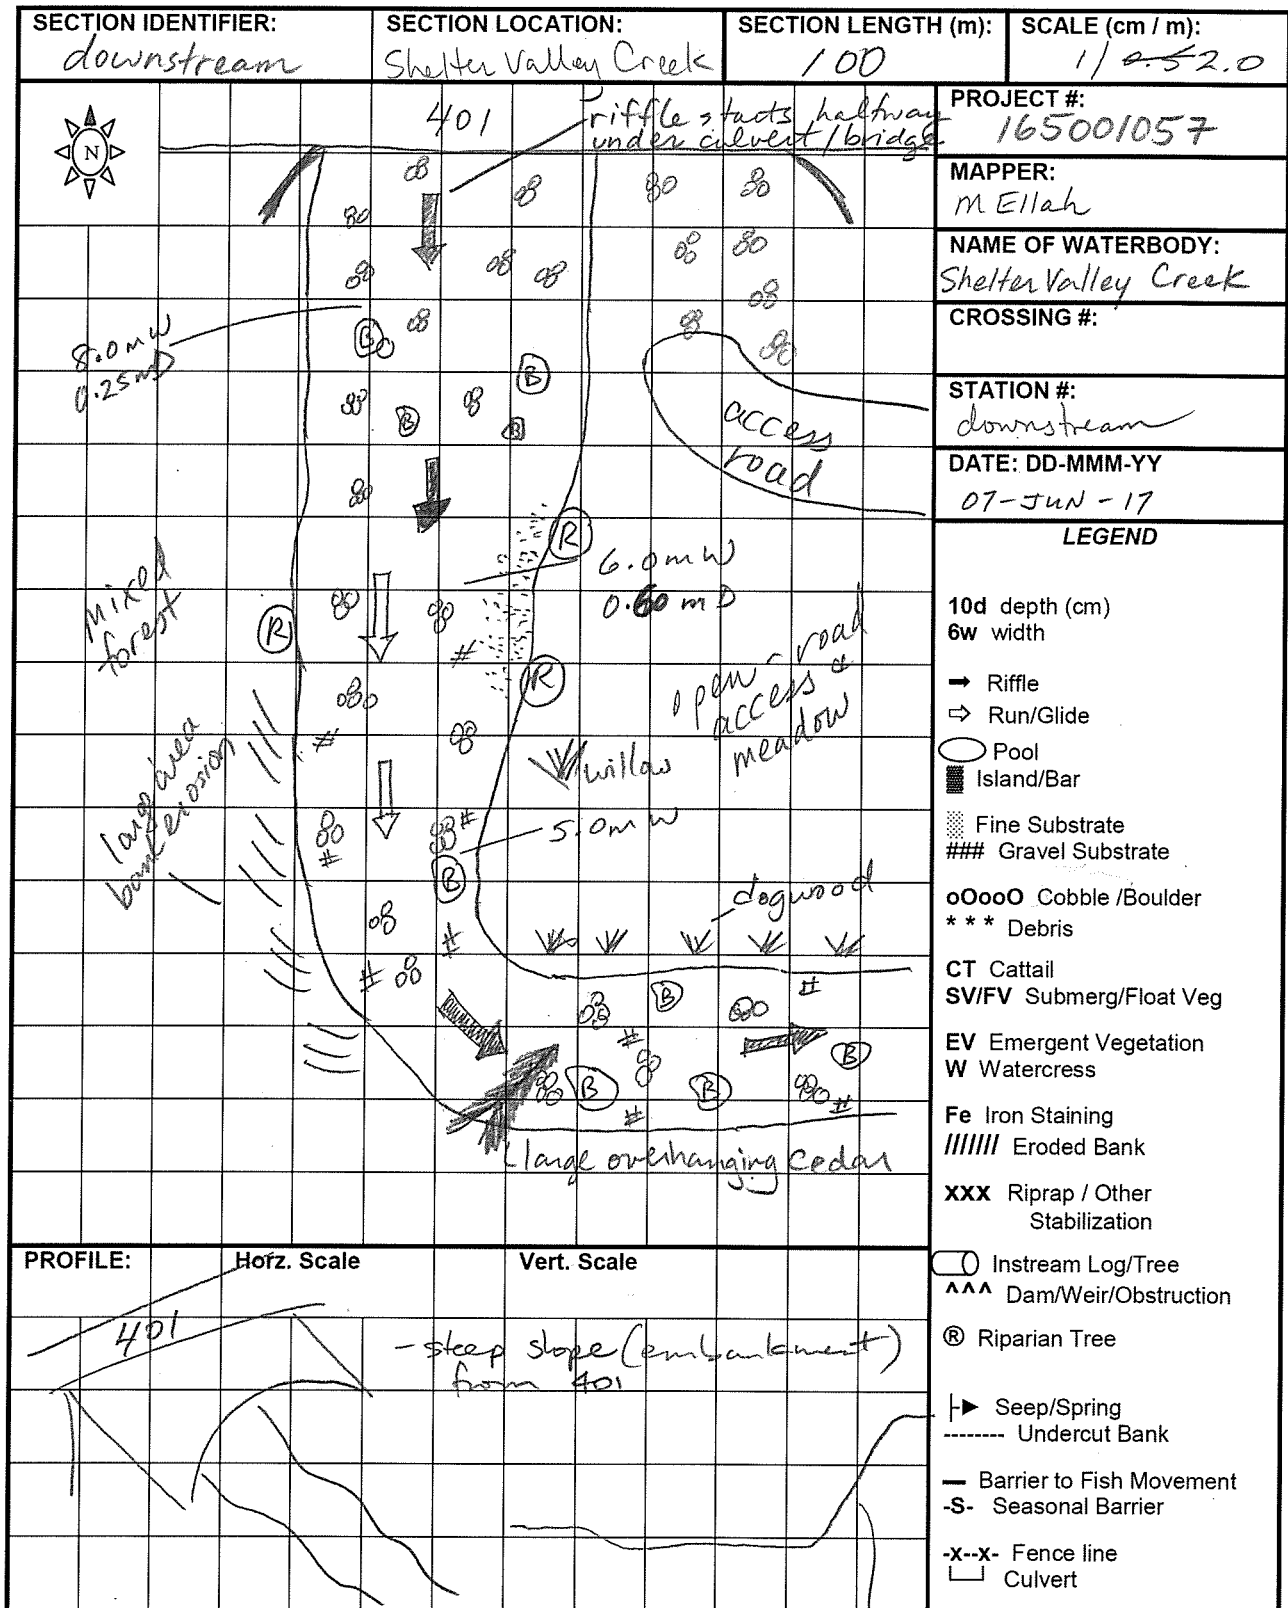 SECTION IDENTIFIER:
downstream
SECTION LOCATION:
Shelter Valley Creek
SECTION LENGTH (m):
100
SCALE (cm / m):
1/ 0.5 2.0
PROJECT #:
165001057
MAPPER:
M Ellah
NAME OF WATERBODY:
Shelter Valley Creek
CROSSING #:
STATION #:
downstream
DATE: DD-MMM-YY
07-JUN-17
N
401
riffle starts halfway
under culvert/bridge
8.0 m W
0.25 m D
B
B
B
B
access
road
R
6.0 m W
0.60 m D
mixed
forest
R
#
R
open - road
access &
meadow
#
willow
large area
bank erosion
#
#
5.0 m W
B
dogwood
#
#
#
B
#
B
B
B
#
#
large overhanging cedar
LEGEND
10d depth (cm)
6w width
Riffle
Run/Glide
Pool
Island/Bar
Fine Substrate
### Gravel Substrate
oOooO Cobble /Boulder
* * * Debris
CT Cattail
SV/FV Submerg/Float Veg
EV Emergent Vegetation
W Watercress
Fe Iron Staining
/////// Eroded Bank
XXX Riprap / Other
Stabilization
Instream Log/Tree
^^^ Dam/Weir/Obstruction
® Riparian Tree
Seep/Spring
-------- Undercut Bank
— Barrier to Fish Movement
-S- Seasonal Barrier
-X--X- Fence line
Culvert
PROFILE:
Horz. Scale
Vert. Scale
401
- steep slope (embankment)
from 401